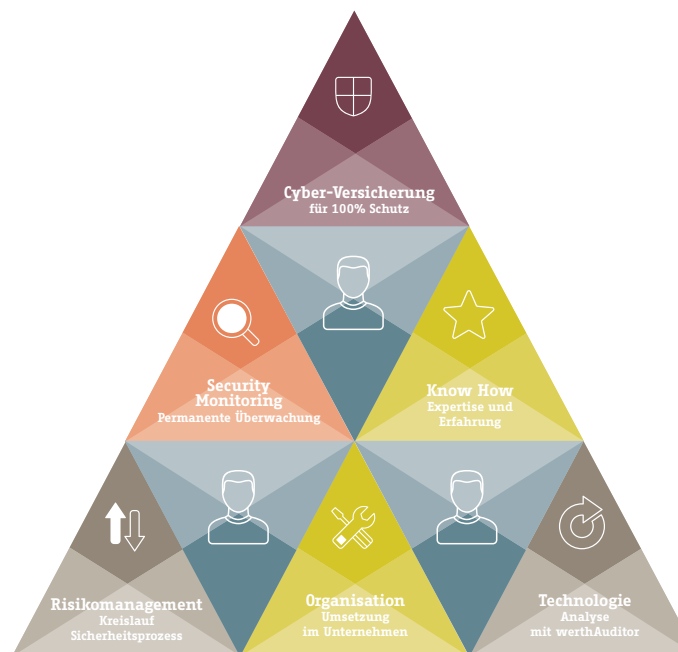 Cyber-Versicherung
für 100% Schutz
Security
Monitoring
Permanente Überwachung
Know How
Expertise und
Erfahrung
Risikomanagement
Kreislauf
Sicherheitsprozess
Organisation
Umsetzung
im Unternehmen
Technologie
Analyse
mit werthAuditor